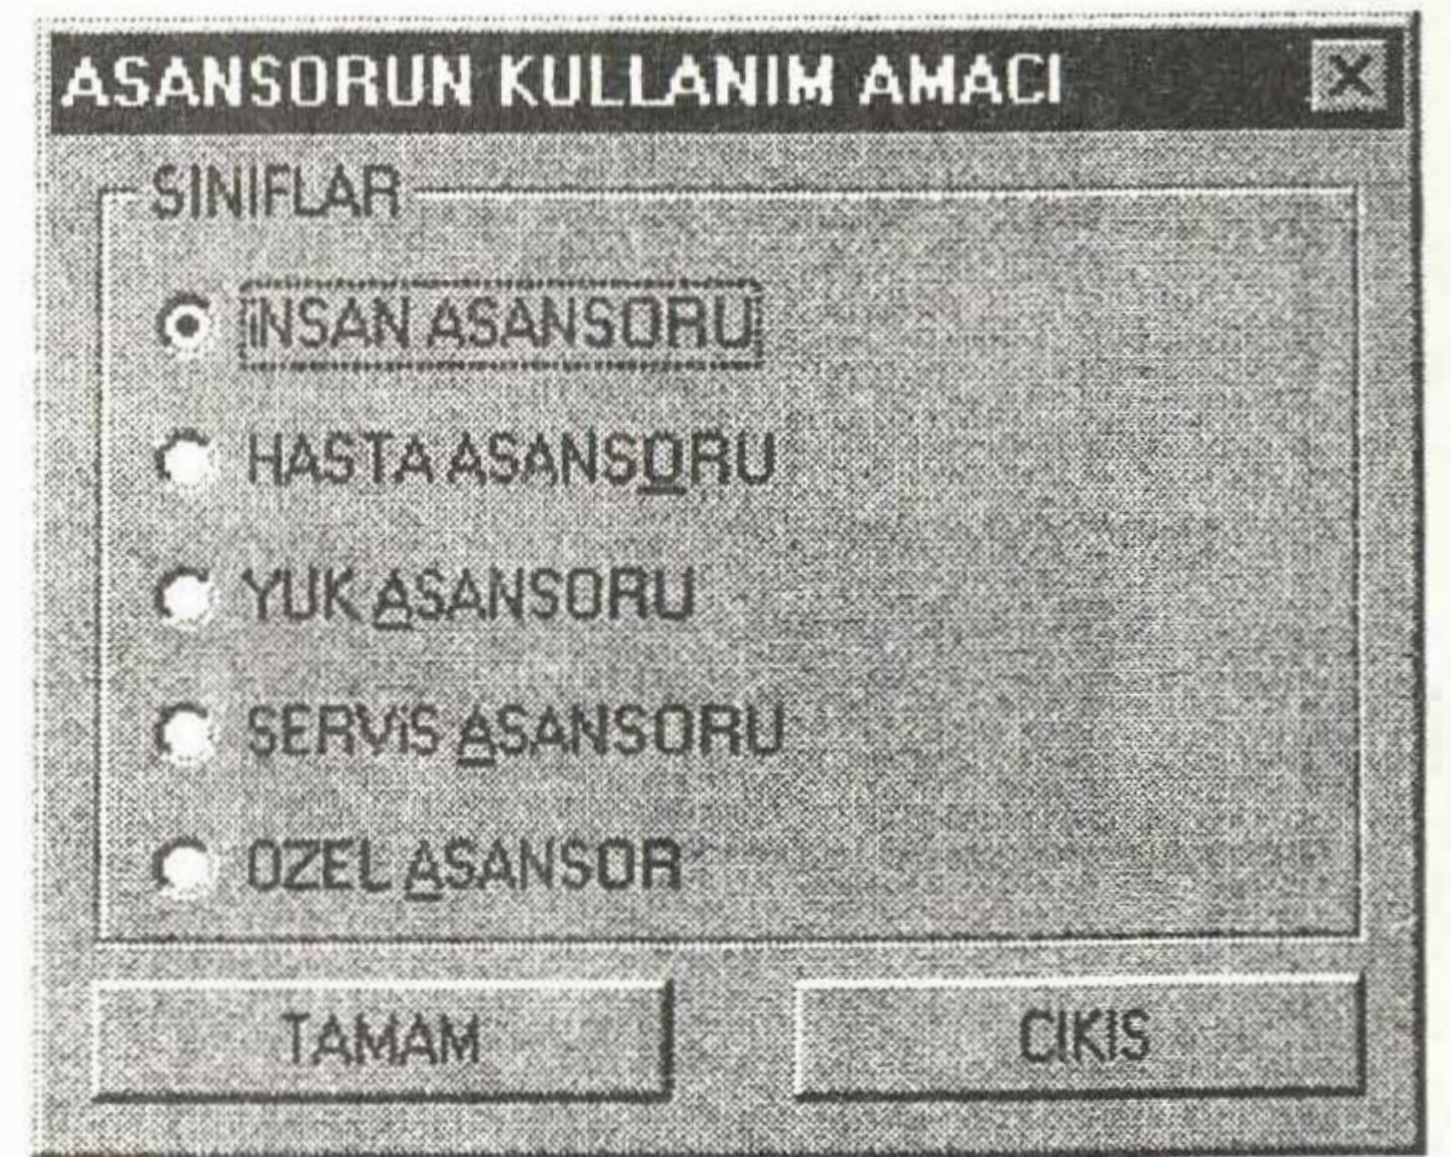 ASANSORUN KULLANIM AMACI
SINIFLAR
iNSAN ASANSORU
HASTA ASANSORU
YUK ASANSORU
SERViS ASANSORU
OZEL ASANSOR
TAMAM
CIKIS